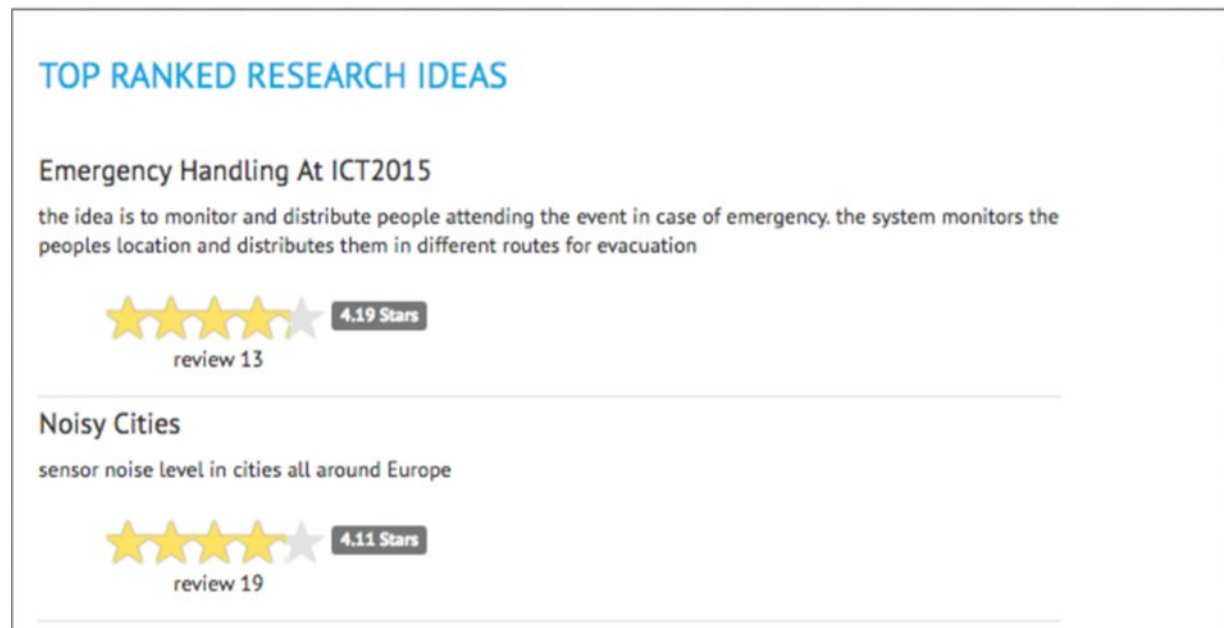 TOP RANKED RESEARCH IDEAS
Emergency Handling At ICT2015
the idea is to monitor and distribute people attending the event in case of emergency. the system monitors the
peoples location and distributes them in different routes for evacuation
4.19 Stars
review 13
Noisy Cities
sensor noise level in cities all around Europe
4.11 Stars
review 19